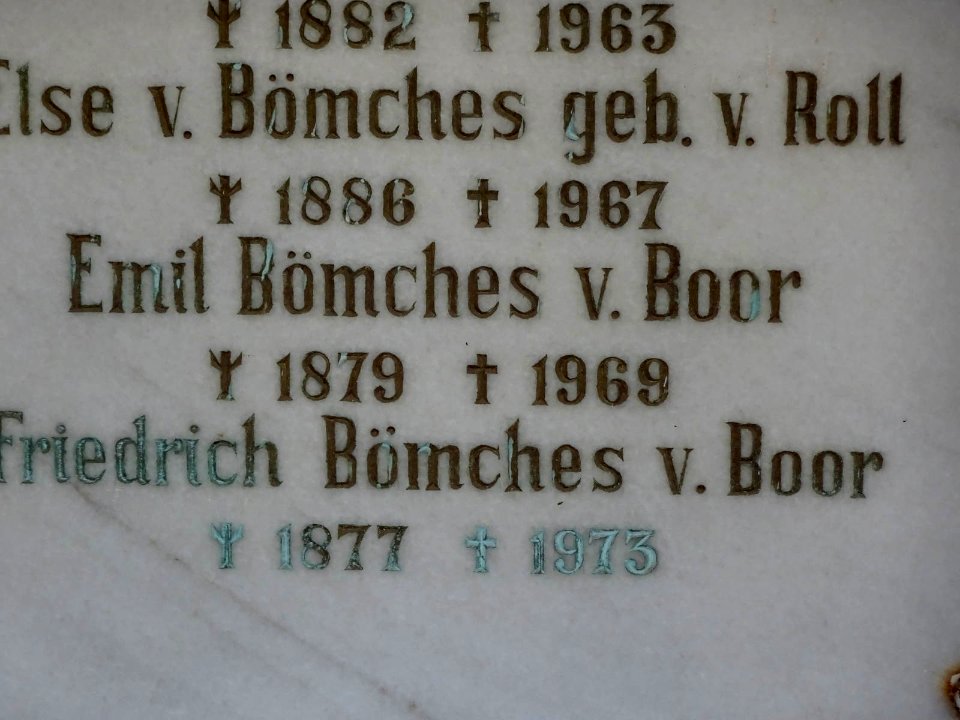 ᛉ 1882 ✝ 1963
Else v. Bömches geb. v. Roll
ᛉ 1886 ✝ 1967
Emil Bömches v. Boor
ᛉ 1879 ✝ 1969
Friedrich Bömches v. Boor
ᛉ 1877 ✝ 1973